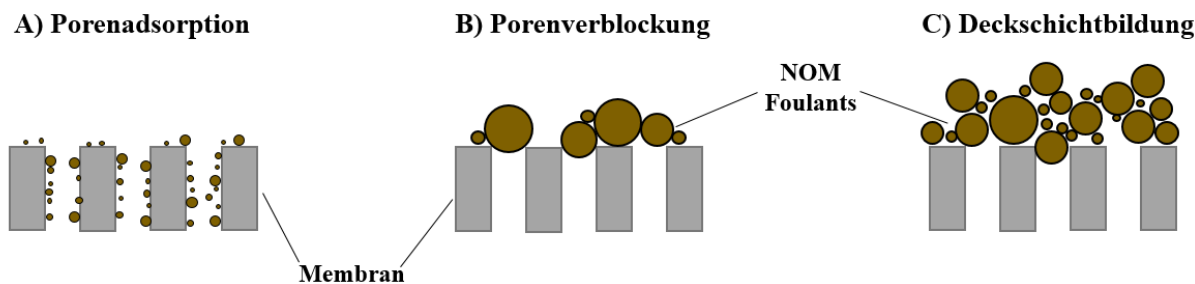 A) Porenadsorption
B) Porenverblockung
C) Deckschichtbildung
NOM
Foulants
Membran